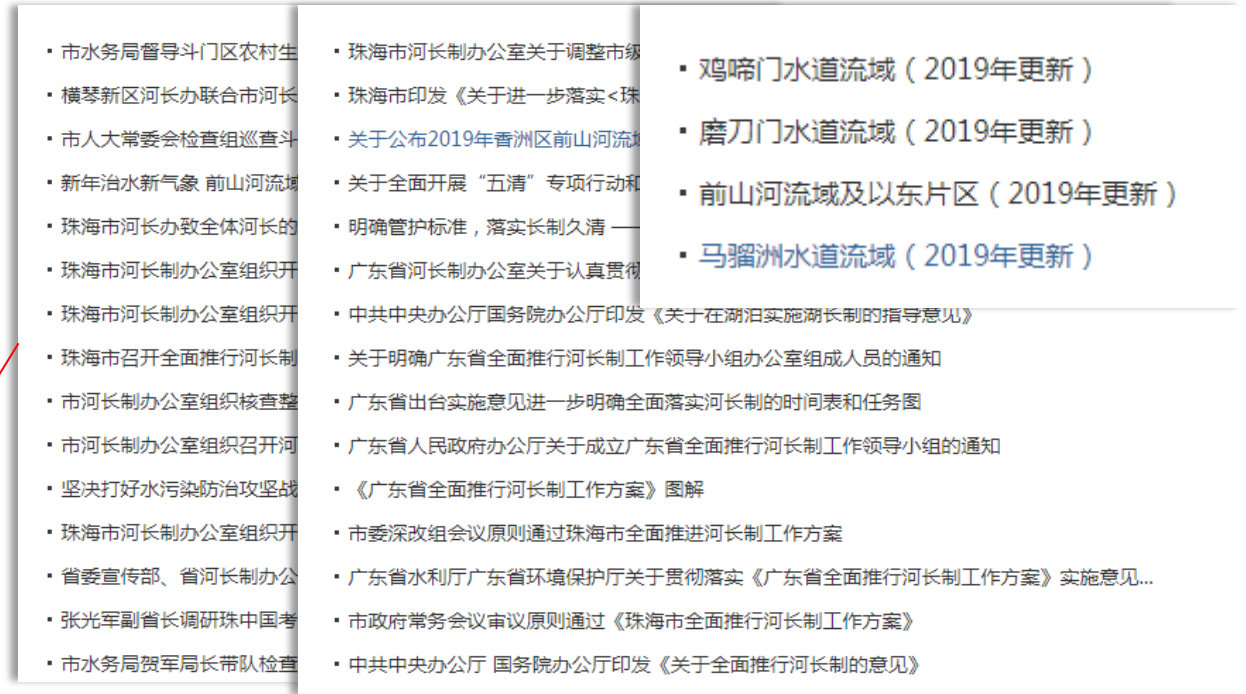 市水务局督导斗门区农村生
横琴新区河长办联合市河长
市人大常委会检查组巡查斗
新年治水新气象 前山河流域
珠海市河长办致全体河长的
珠海市河长制办公室组织开
珠海市河长制办公室组织开
珠海市召开全面推行河长制
市河长制办公室组织核查整
市河长制办公室组织召开河
坚决打好水污染防治攻坚战
珠海市河长制办公室组织开
省委宣传部、省河长制办公
张光军副省长调研珠中国考
市水务局贺军局长带队检查
珠海市河长制办公室关于调整市级
珠海市印发《关于进一步落实<珠
关于公布2019年香洲区前山河流域
关于全面开展“五清”专项行动和
明确管护标准，落实长制久清 —
广东省河长制办公室关于认真贯彻
中共中央办公厅国务院办公厅印发《关于在湖泊实施湖长制的指导意见》
关于明确广东省全面推行河长制工作领导小组办公室组成人员的通知
广东省出台实施意见进一步明确全面落实河长制的时间表和任务图
广东省人民政府办公厅关于成立广东省全面推行河长制工作领导小组的通知
《广东省全面推行河长制工作方案》图解
市委深改组会议原则通过珠海市全面推进河长制工作方案
广东省水利厅广东省环境保护厅关于贯彻落实《广东省全面推行河长制工作方案》实施意见...
市政府常务会议审议原则通过《珠海市全面推行河长制工作方案》
中共中央办公厅 国务院办公厅印发《关于全面推行河长制的意见》
鸡啼门水道流域（2019年更新）
磨刀门水道流域（2019年更新）
前山河流域及以东片区（2019年更新）
马骝洲水道流域（2019年更新）